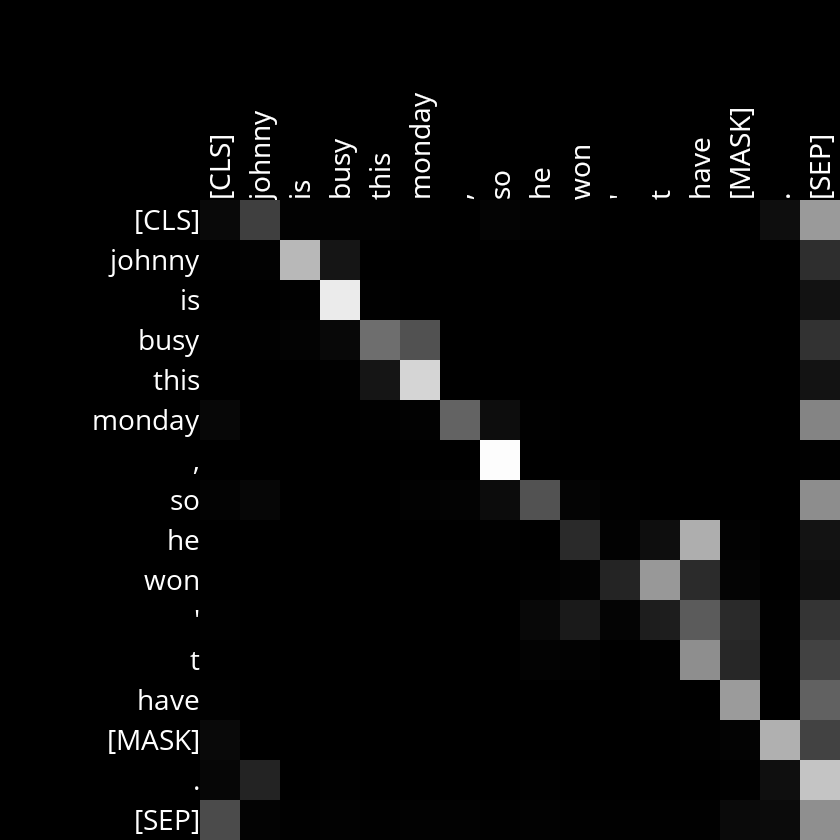 [CLS] johnny is busy this monday , so he won ' t have [MASK] . [SEP]
[CLS]
johnny
is
busy
this
monday
,
so
he
won
'
t
have
[MASK]
.
[SEP]